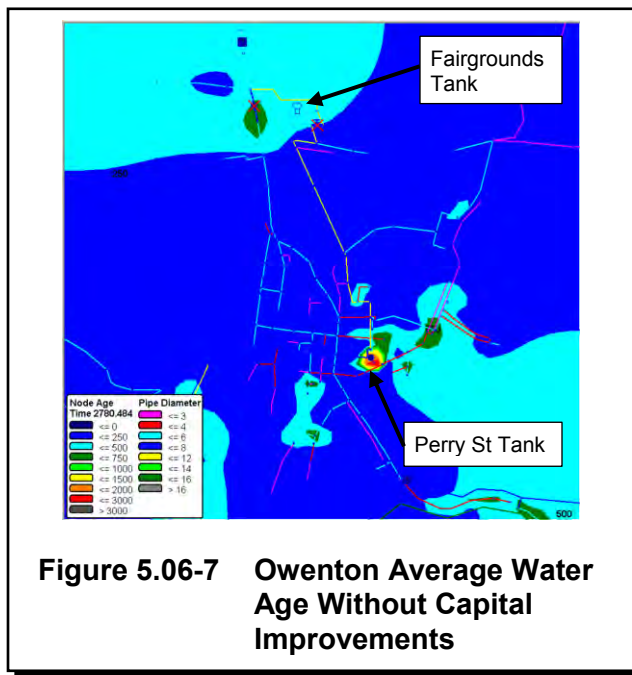 Fairgrounds
Tank
250
Perry St Tank
500
Node Age
Time 2780.484
<= 0
<= 250
<= 500
<= 750
<= 1000
<= 1500
<= 2000
<= 3000
> 3000
Pipe Diameter
<= 3
<= 4
<= 6
<= 8
<= 12
<= 14
<= 16
> 16
Figure 5.06-7 Owenton Average Water
Age Without Capital
Improvements